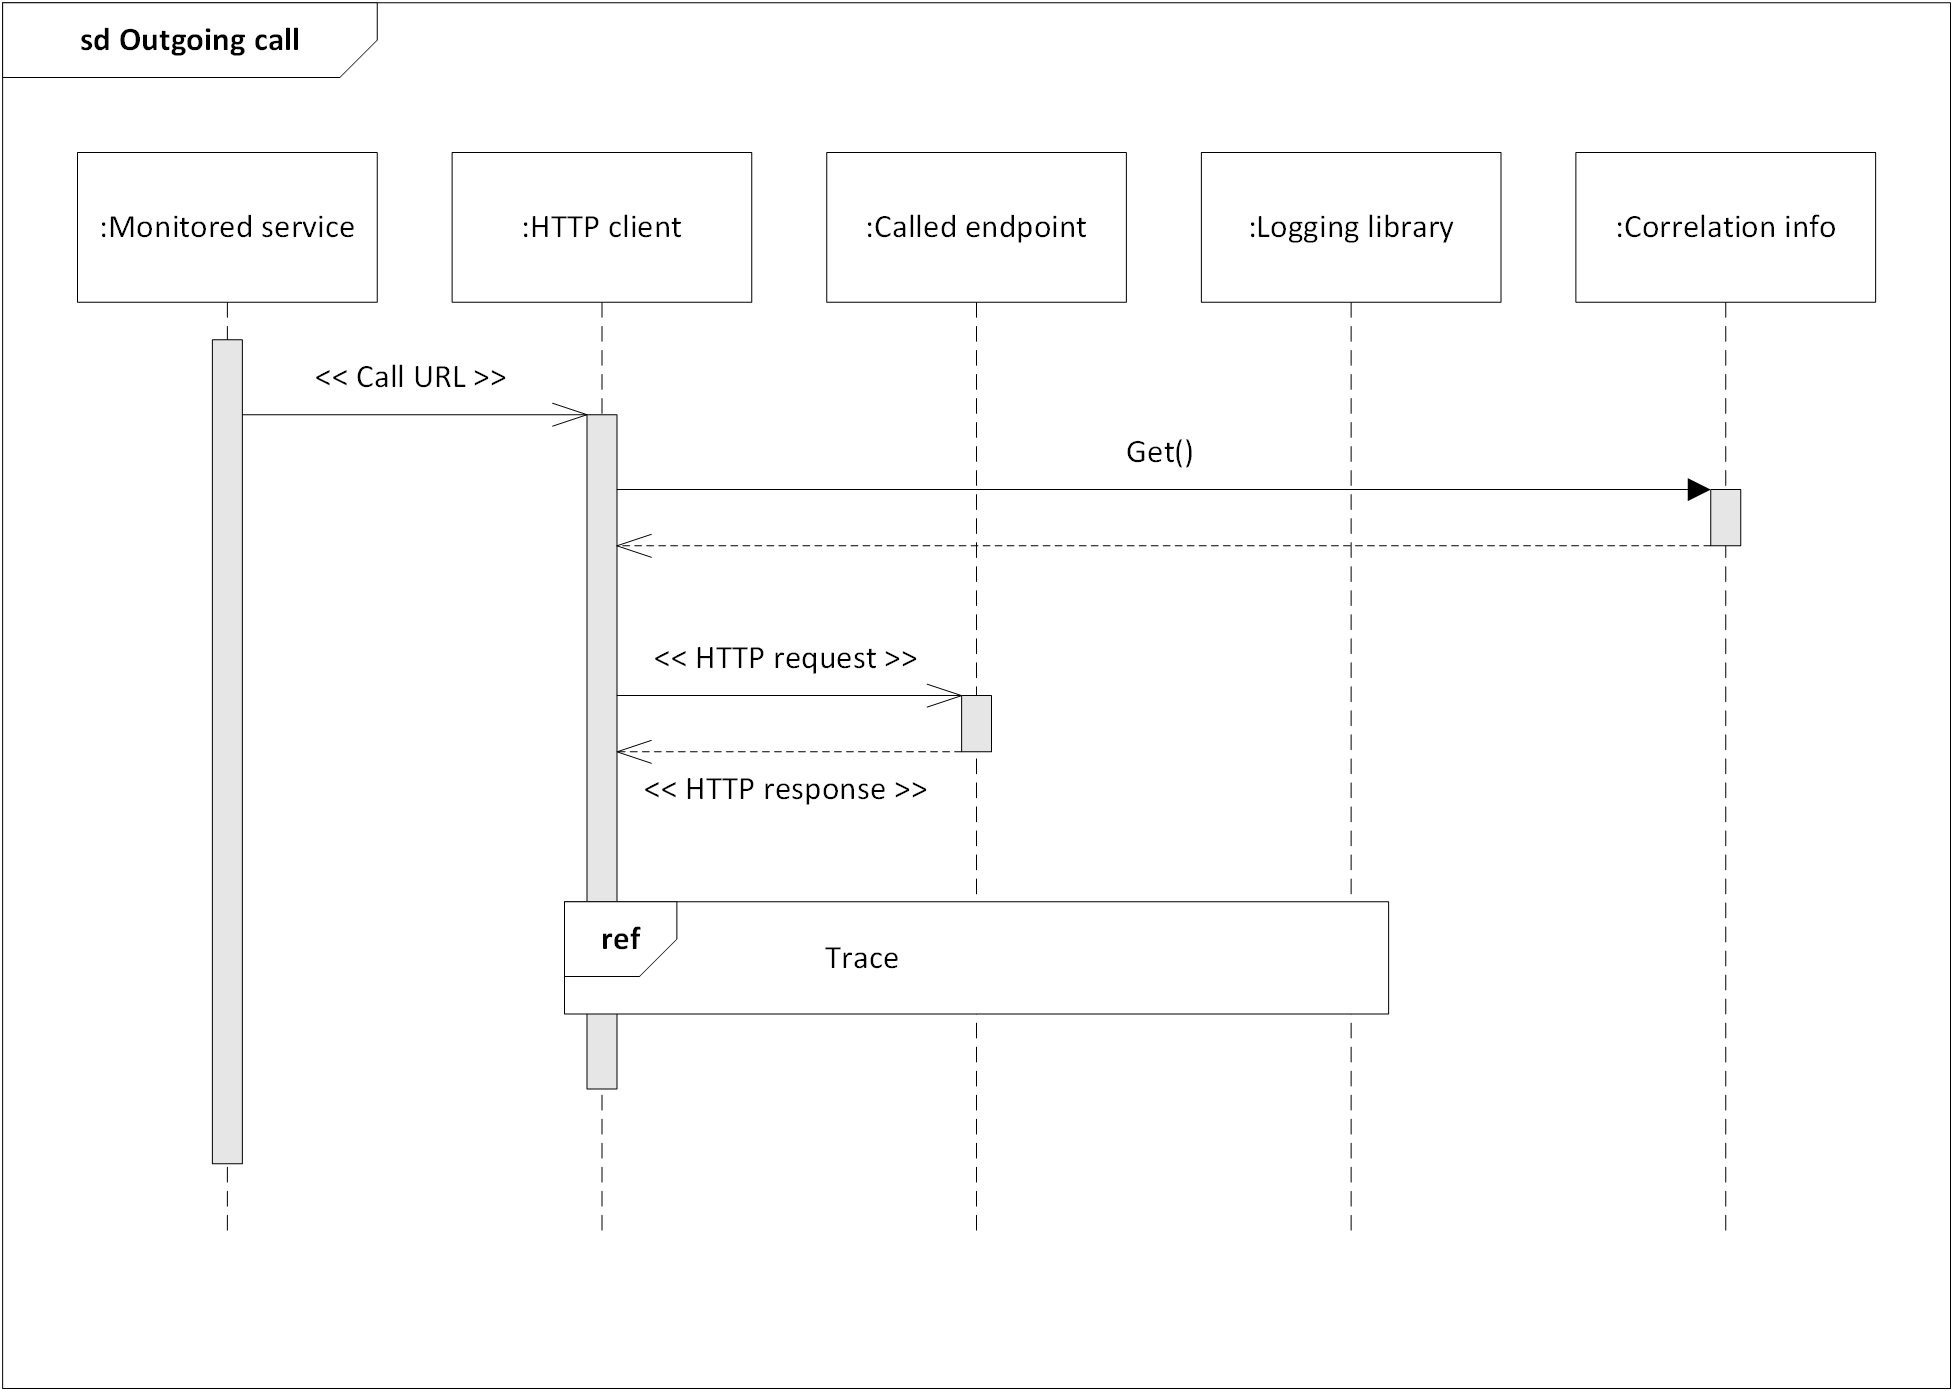 sd Outgoing call
:Monitored service
:HTTP client
:Called endpoint
:Logging library
:Correlation info
<< Call URL >>
Get()
<< HTTP request >>
<< HTTP response >>
ref
Trace